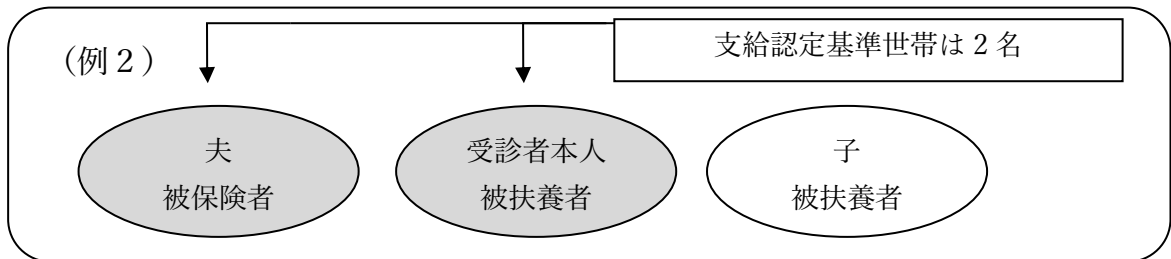 支給認定基準世帯は2名
(例2)
夫
被保険者
受診者本人
被扶養者
子
被扶養者